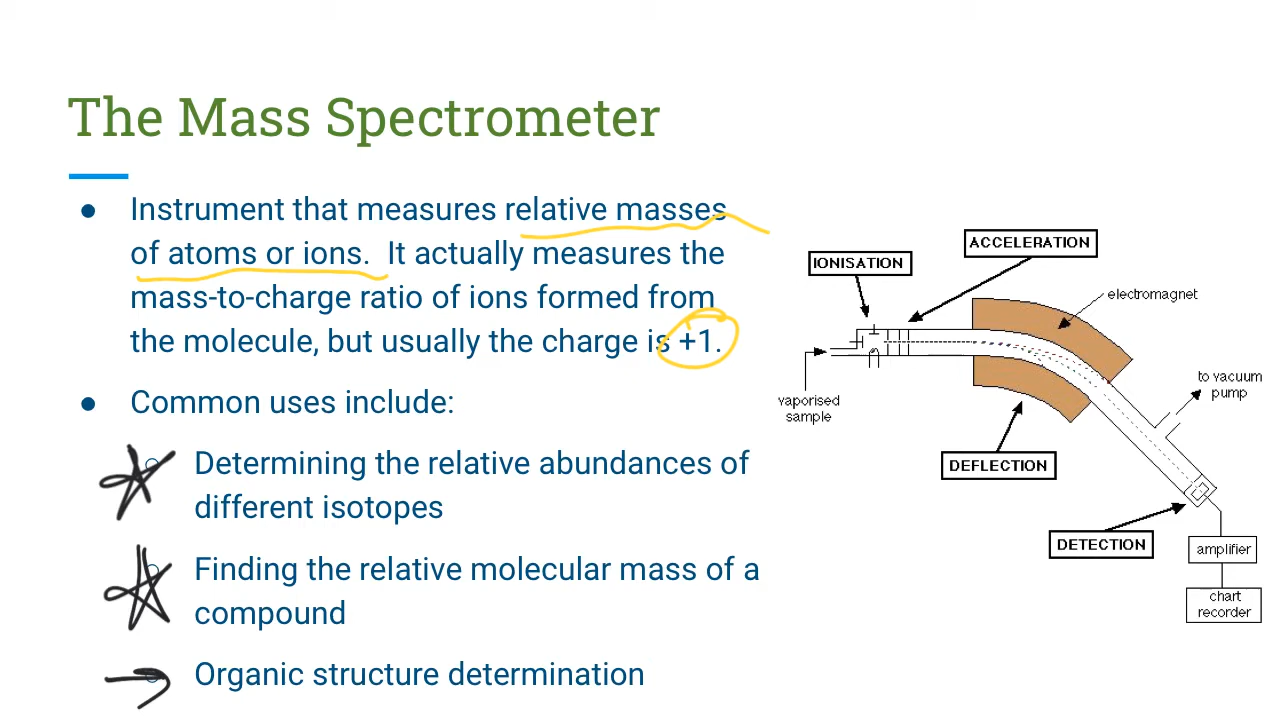 The Mass Spectrometer
● Instrument that measures relative masses
of atoms or ions. It actually measures the
mass-to-charge ratio of ions formed from
the molecule, but usually the charge is +1.
● Common uses include:
Determining the relative abundances of
different isotopes
Finding the relative molecular mass of a
compound
Organic structure determination
ACCELERATION
IONISATION
electromagnet
to vacuum
pump
vaporised
sample
DEFLECTION
DETECTION
amplifier
chart
recorder